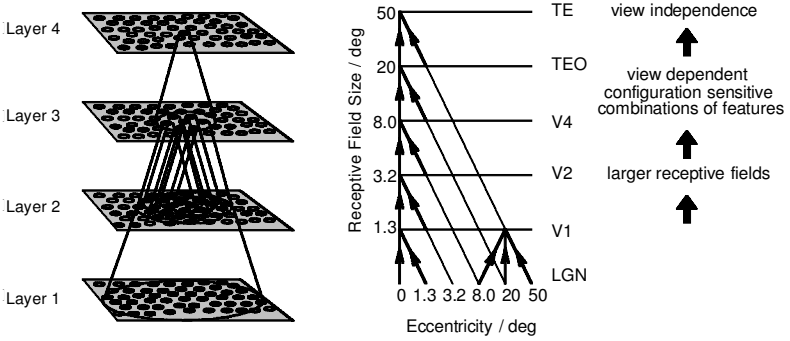 Layer 4
Layer 3
Layer 2
Layer 1
Receptive Field Size / deg
50
20
8.0
3.2
1.3
TE
TEO
V4
V2
V1
LGN
0 1.3 3.2 8.0 20 50
Eccentricity / deg
view independence
view dependent
configuration sensitive
combinations of features
larger receptive fields